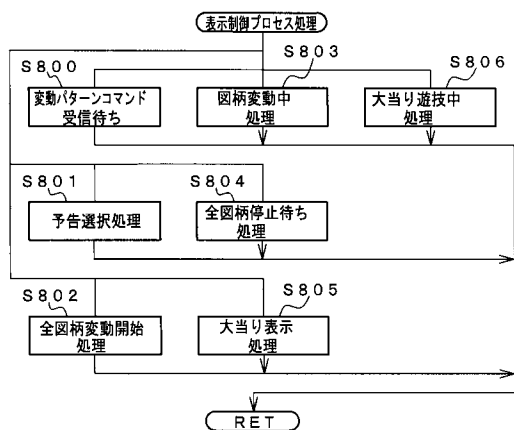 表示制御プロセス処理
S800
変動パターンコマンド
受信待ち
S803
図柄変動中
処理
S806
大当り遊技中
処理
S801
予告選択処理
S804
全図柄停止待ち
処理
S802
全図柄変動開始
処理
S805
大当り表示
処理
RET